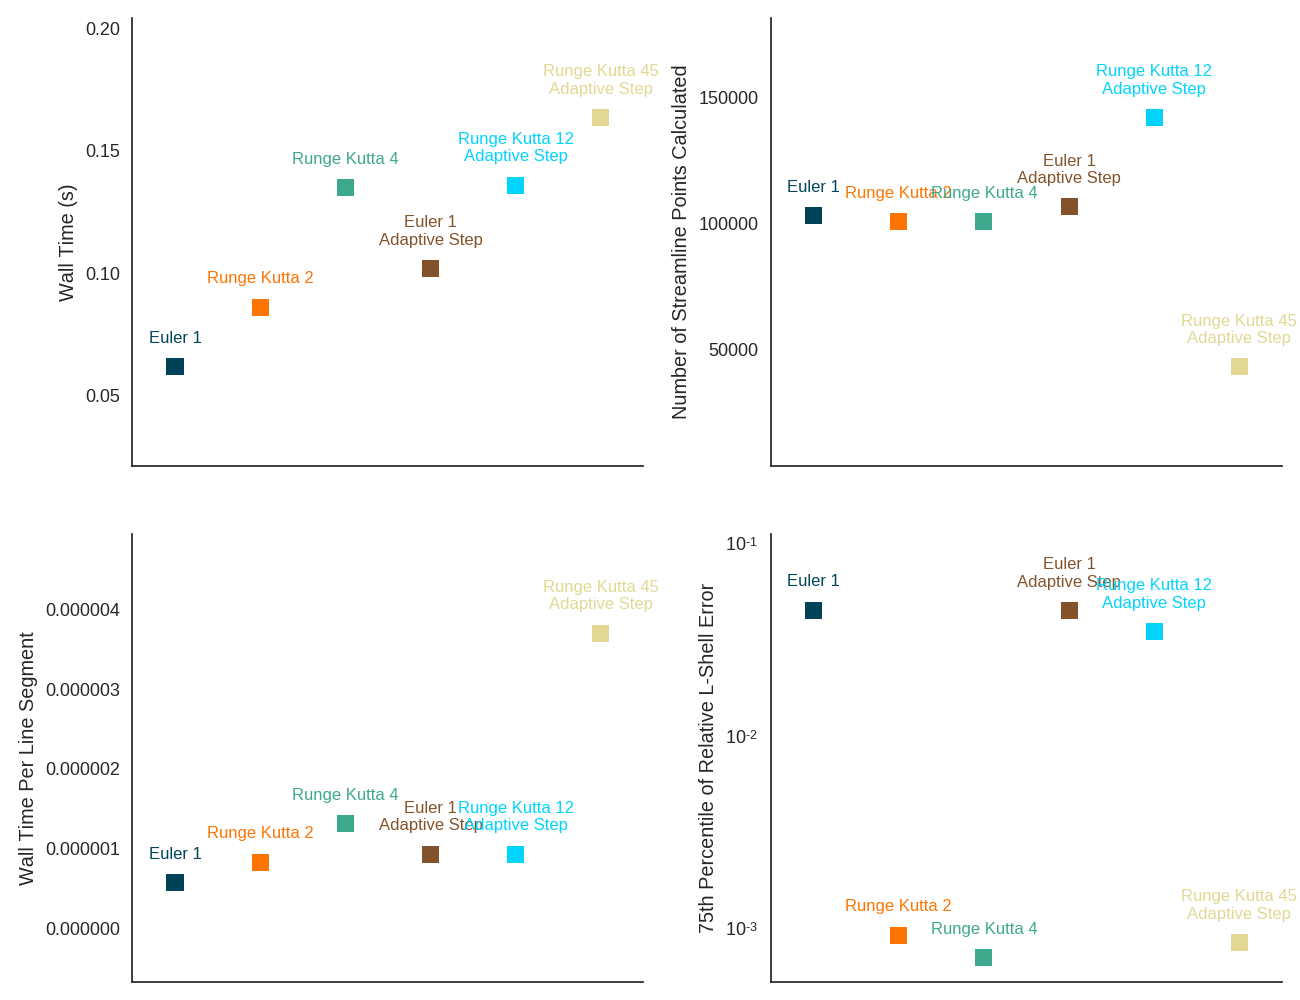 0.20
0.15
0.10
0.05
Wall Time (s)
Euler 1
Runge Kutta 2
Runge Kutta 4
Euler 1
Adaptive Step
Runge Kutta 12
Adaptive Step
Runge Kutta 45
Adaptive Step
150000
100000
50000
Number of Streamline Points Calculated
Euler 1
Runge Kutta 2
Runge Kutta 4
Euler 1
Adaptive Step
Runge Kutta 12
Adaptive Step
Runge Kutta 45
Adaptive Step
0.000004
0.000003
0.000002
0.000001
0.000000
Wall Time Per Line Segment
Euler 1
Runge Kutta 2
Runge Kutta 4
Euler 1
Adaptive Step
Runge Kutta 12
Adaptive Step
Runge Kutta 45
Adaptive Step
10-1
10-2
10-3
75th Percentile of Relative L-Shell Error
Euler 1
Runge Kutta 2
Runge Kutta 4
Euler 1
Adaptive Step
Runge Kutta 12
Adaptive Step
Runge Kutta 45
Adaptive Step